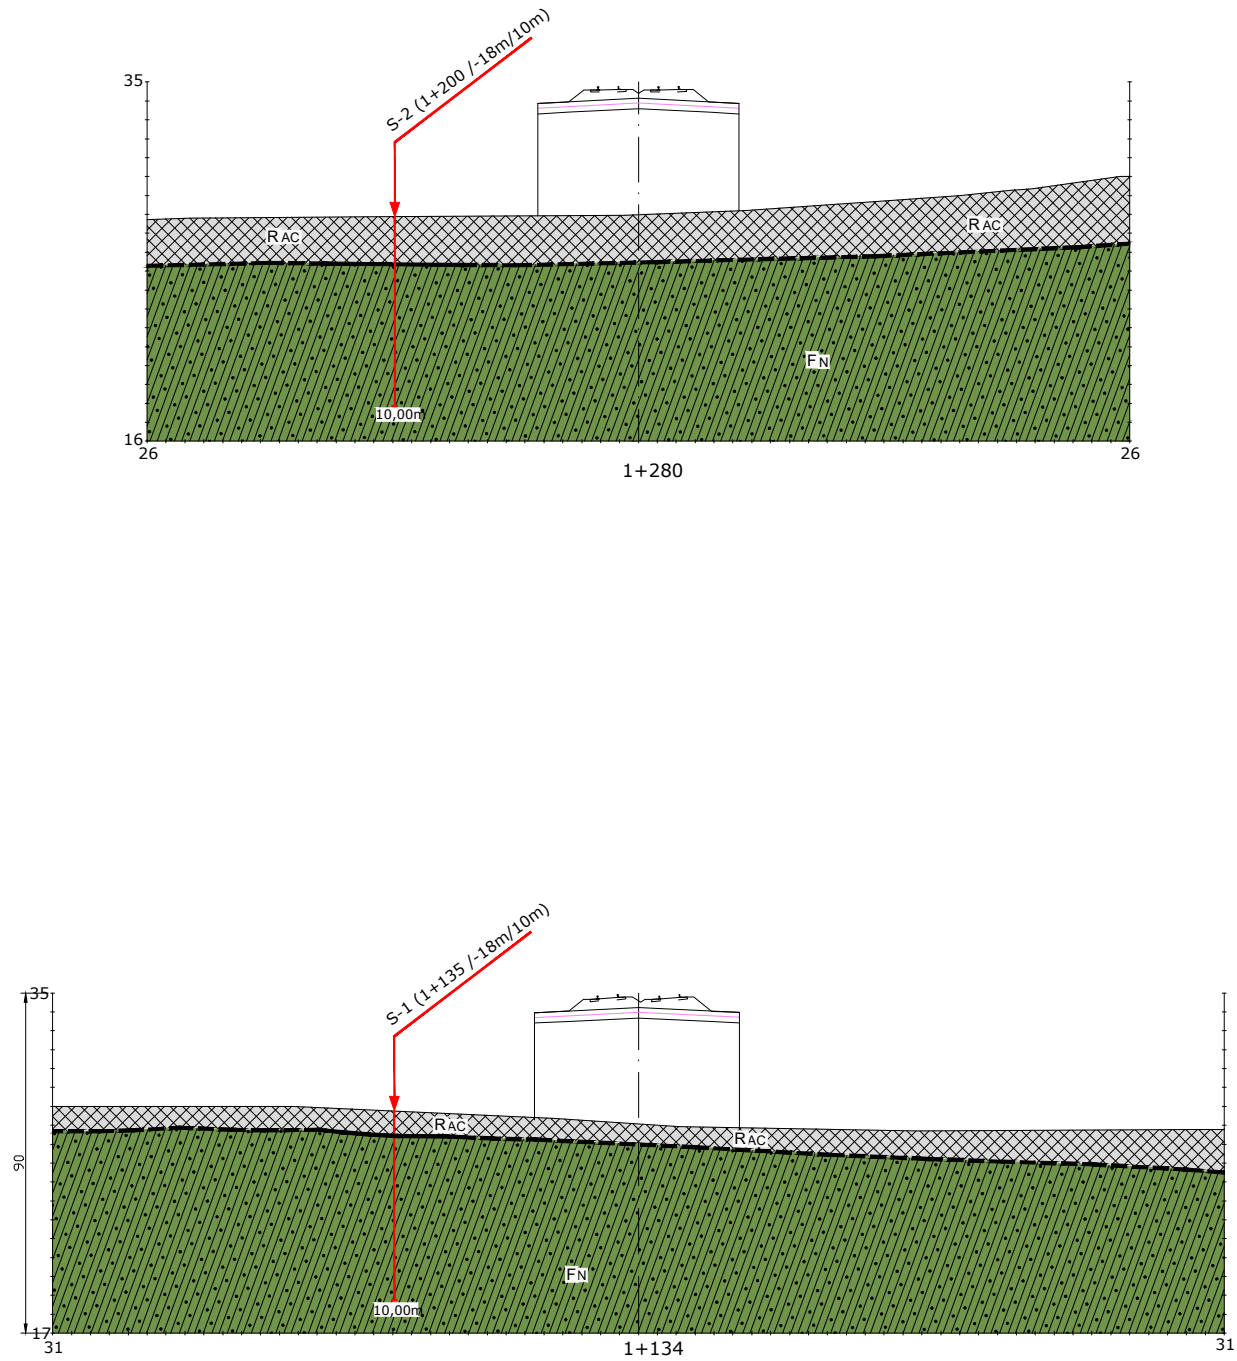 S-2 (1+200 /-18m/10m)
35
RAC
RAC
FN
10,00m
16
26
26
1+280
S-1 (1+135 /-18m/10m)
35
RAC
RAC
90
FN
10,00m
17
31
31
1+134